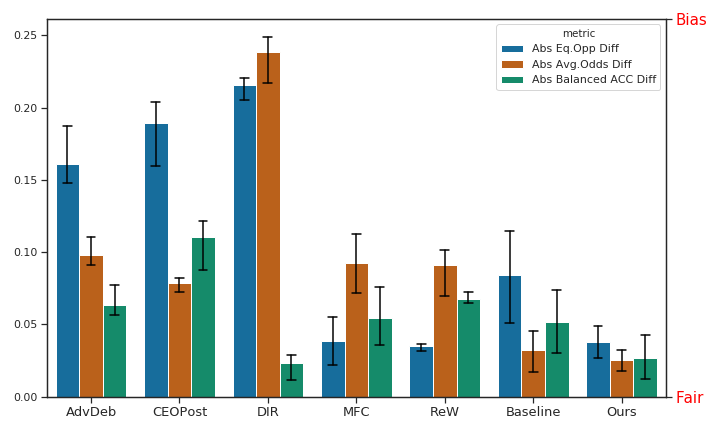 Bias
metric
Abs Eq.Opp Diff
Abs Avg.Odds Diff
Abs Balanced ACC Diff
0.25
0.20
0.15
0.10
0.05
0.00
Fair
AdvDeb CEOPost DIR MFC ReW Baseline Ours